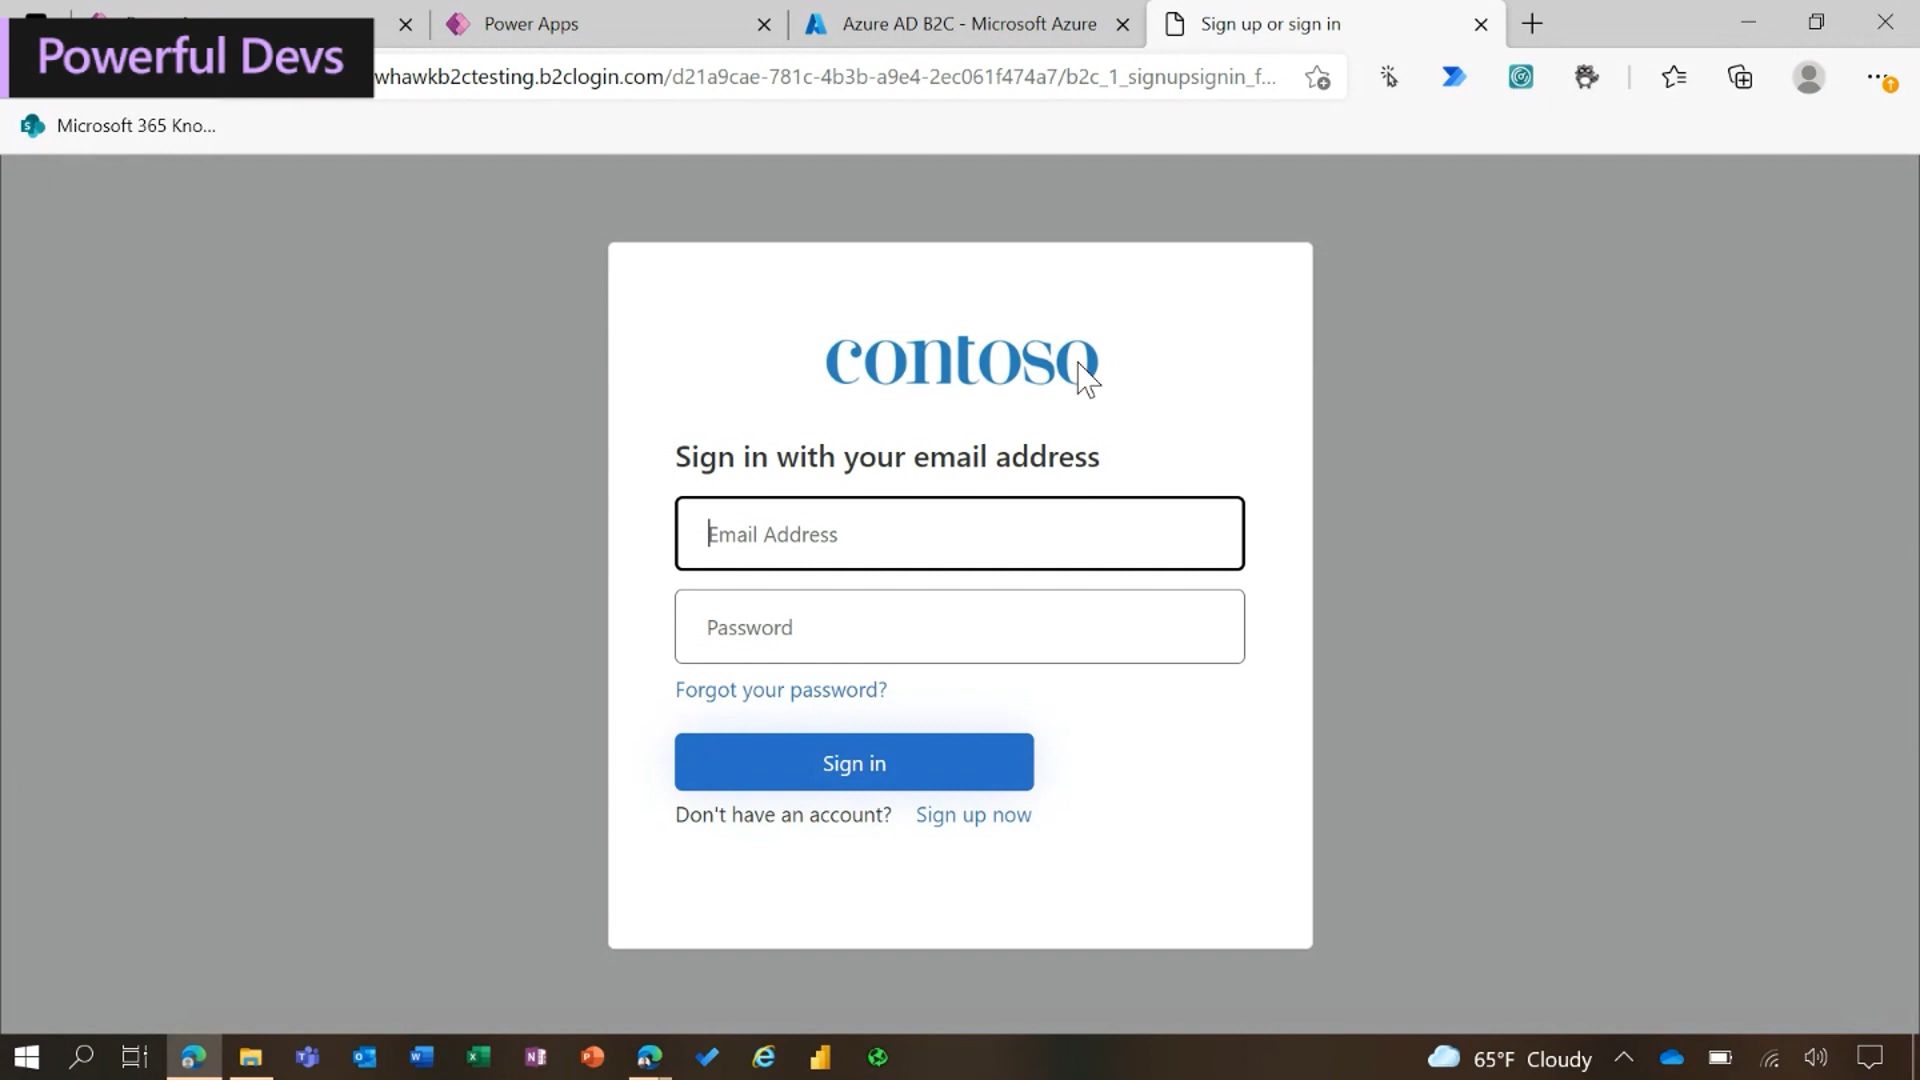 Powerful Devs
Power Apps
Azure AD B2C - Microsoft Azure
Sign up or sign in
whawkb2ctesting.b2clogin.com/d21a9cae-781c-4b3b-a9e4-2ec061f474a7/b2c_1_signupsignin_f...
Microsoft 365 Kno...
contoso
Sign in with your email address
Email Address
Password
Forgot your password?
Sign in
Don't have an account? Sign up now
65°F Cloudy